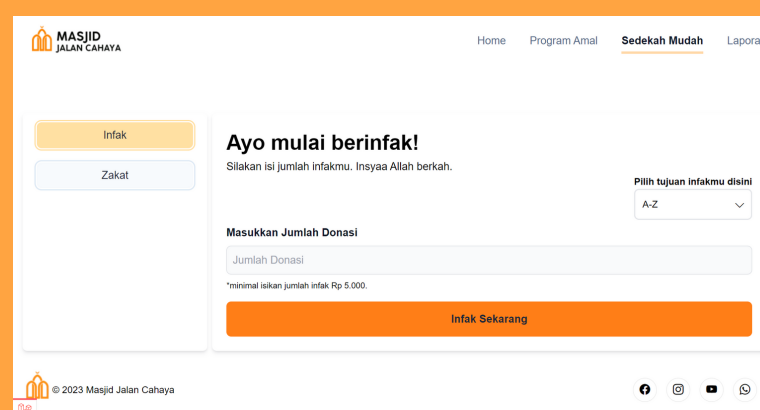 MASJID
JALAN CAHAYA
Home Program Amal Sedekah Mudah Lapora
Infak
Zakat
Ayo mulai berinfak!
Silakan isi jumlah infakmu. Insyaa Allah berkah.
Pilih tujuan infakmu disini
A-Z
Masukkan Jumlah Donasi
Jumlah Donasi
*minimal isikan jumlah infak Rp 5.000.
Infak Sekarang
© 2023 Masjid Jalan Cahaya